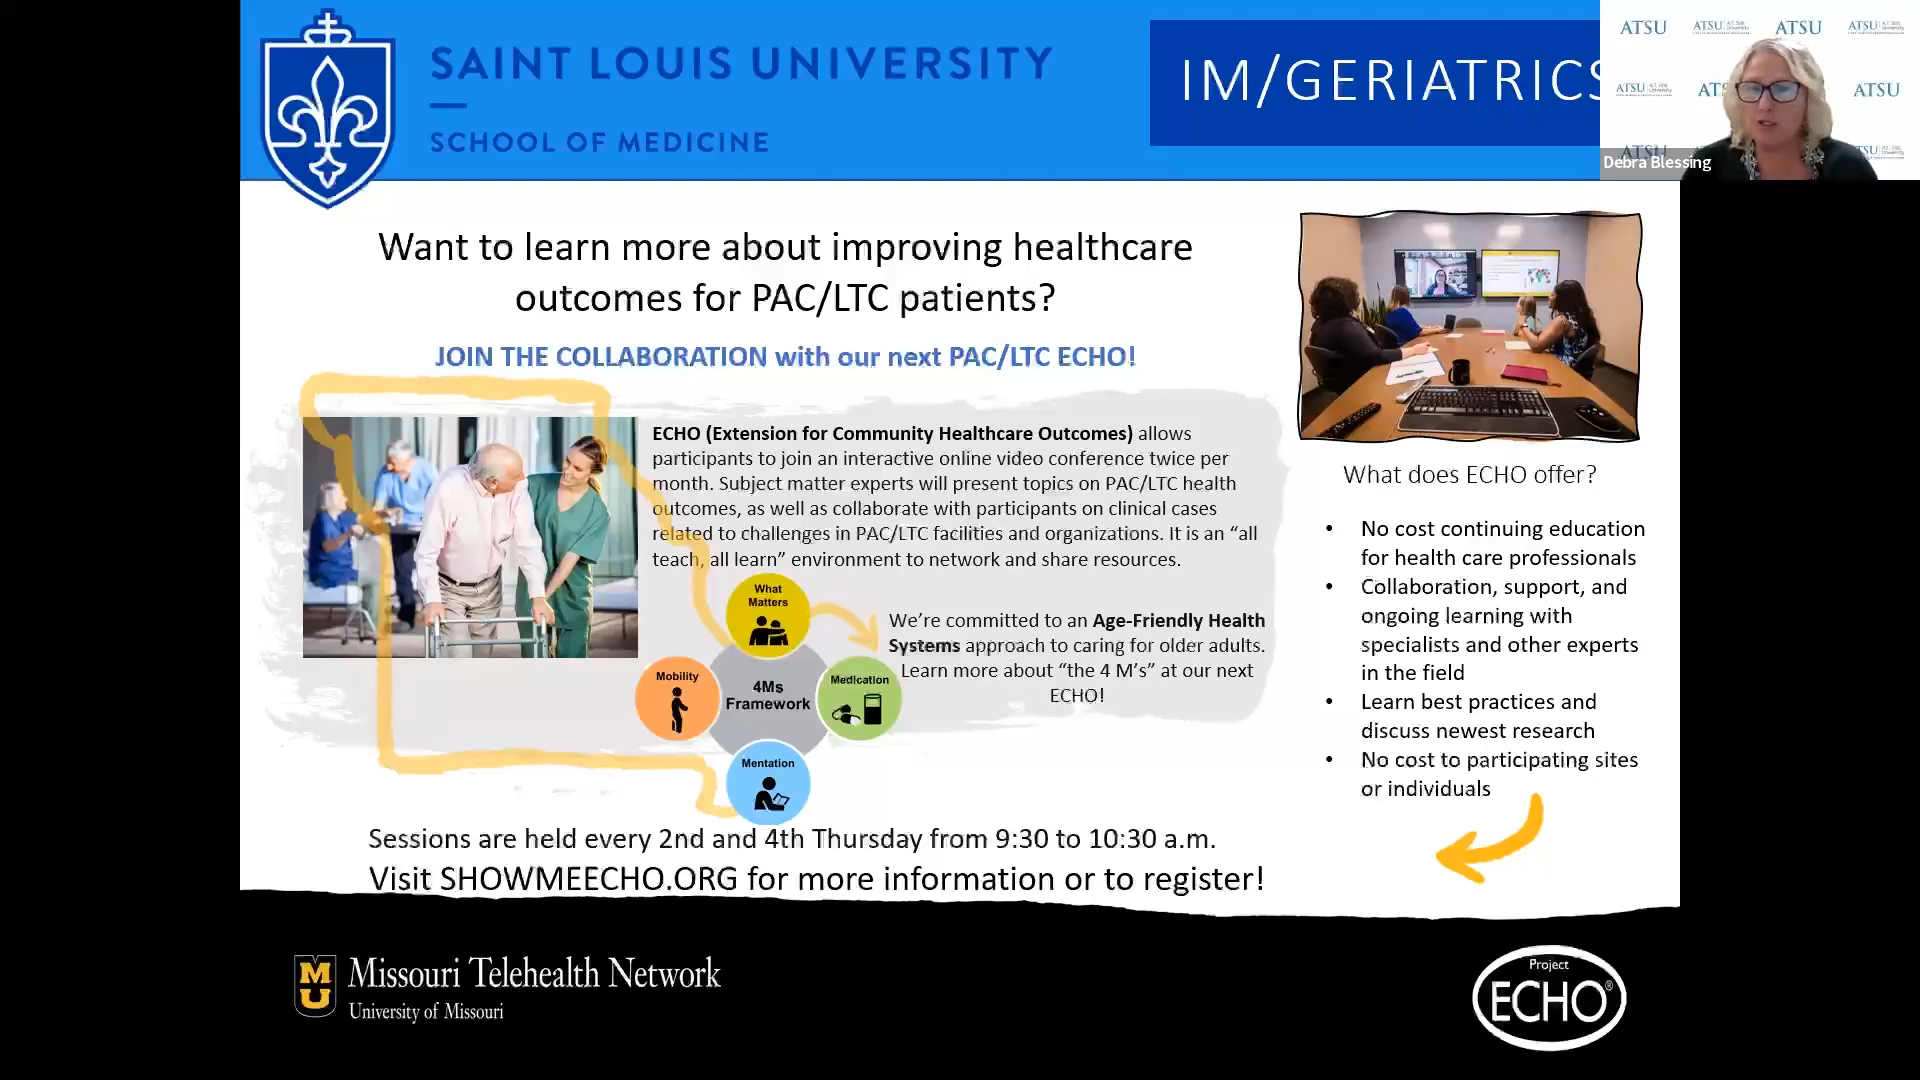 SAINT LOUIS UNIVERSITY
SCHOOL OF MEDICINE
IM/GERIATRICS
ATSU
ATSU
ATSU
ATSU
ATSU
ATSU
Debra Blessing
Want to learn more about improving healthcare
outcomes for PAC/LTC patients?
JOIN THE COLLABORATION with our next PAC/LTC ECHO!
ECHO (Extension for Community Healthcare Outcomes) allows
participants to join an interactive online video conference twice per
month. Subject matter experts will present topics on PAC/LTC health
outcomes, as well as collaborate with participants on clinical cases
related to challenges in PAC/LTC facilities and organizations. It is an “all
teach, all learn” environment to network and share resources.
What
Matters
Mobility
4Ms
Framework
Medication
Mentation
We’re committed to an Age-Friendly Health
Systems approach to caring for older adults.
Learn more about “the 4 M’s” at our next
ECHO!
What does ECHO offer?
• No cost continuing education
for health care professionals
• Collaboration, support, and
ongoing learning with
specialists and other experts
in the field
• Learn best practices and
discuss newest research
• No cost to participating sites
or individuals
Sessions are held every 2nd and 4th Thursday from 9:30 to 10:30 a.m.
Visit SHOWMEECHO.ORG for more information or to register!
MU
Missouri Telehealth Network
University of Missouri
Project
ECHO®